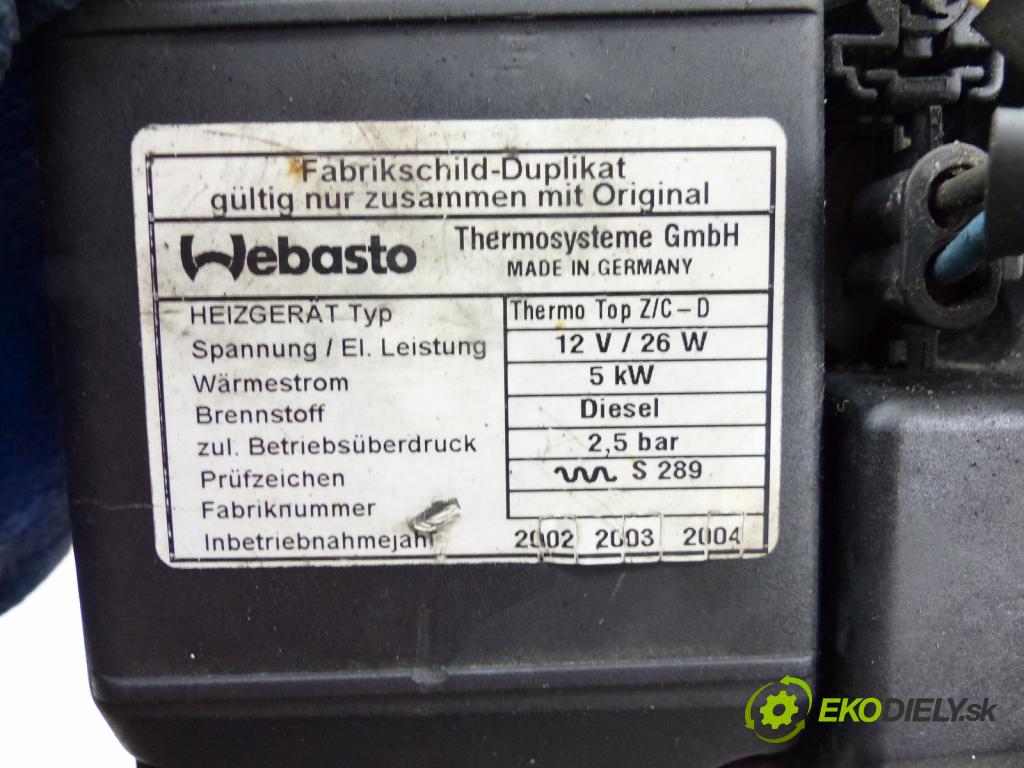 Fabrikschild-Duplikat
gültig nur zusammen mit Original
Webasto Thermosysteme GmbH
MADE IN GERMANY
HEIZGERÄT Typ Thermo Top Z/C – D
Spannung / El. Leistung 12 V / 26 W
Wärmestrom 5 kW
Brennstoff Diesel
zul. Betriebsüberdruck 2,5 bar
Prüfzeichen S 289
Fabriknummer
Inbetriebnahmejahr 2002 2003 2004
EKODIELY.sk